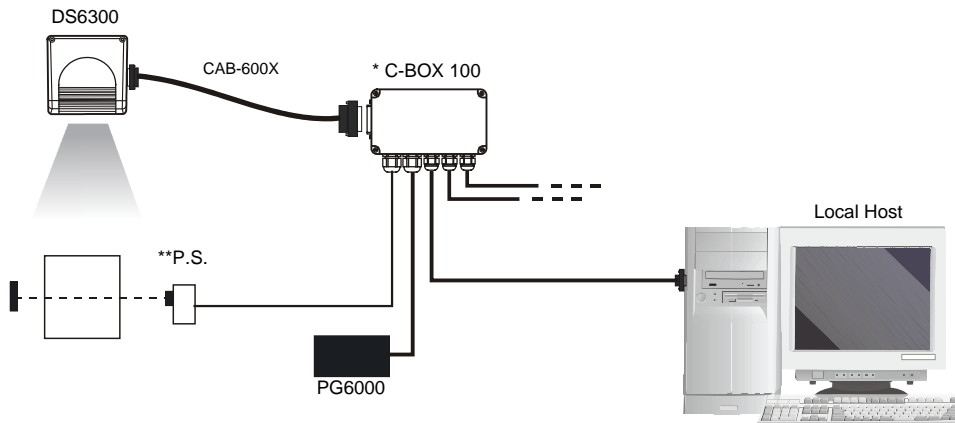 DS6300
CAB-600X
* C-BOX 100
Local Host
**P.S.
PG6000